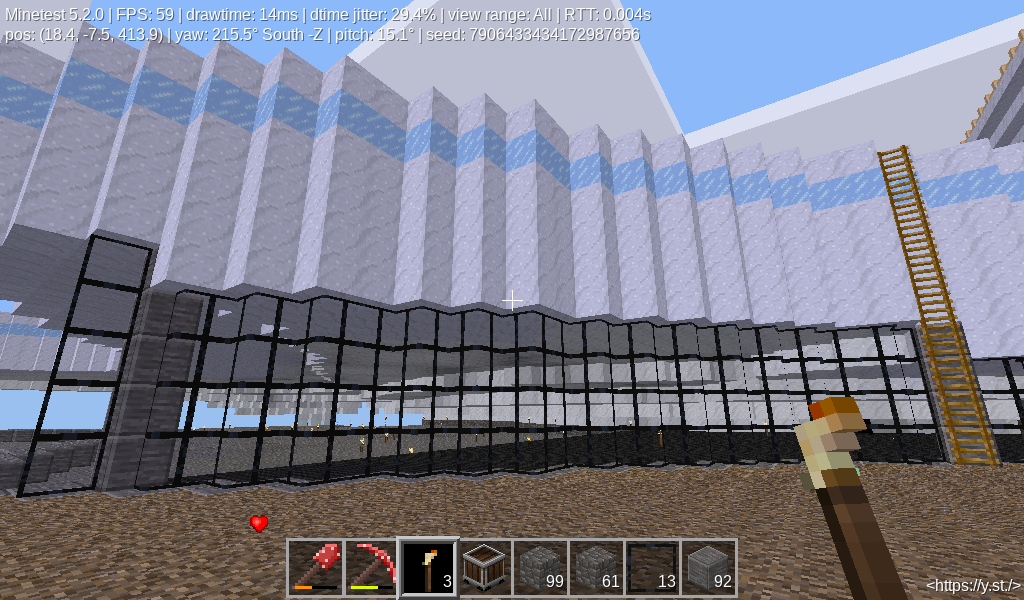 Minetest 5.2.0 | FPS: 59 | drawtime: 14ms | dtime jitter: 29.4% | view range: All | RTT: 0.004s
pos: (18.4, -7.5, 413.9) | yaw: 215.5° South -Z | pitch: 15.1° | seed: 7906433434172987656
3 99 61 13 92
<https://y.st./>